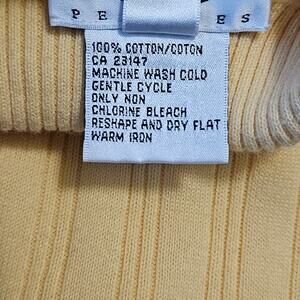 100% COTTON/COTON
CA 23147
MACHINE WASH COLD
GENTLE CYCLE
ONLY NON
CHLORINE BLEACH
RESHAPE AND DRY FLAT
WARM IRON